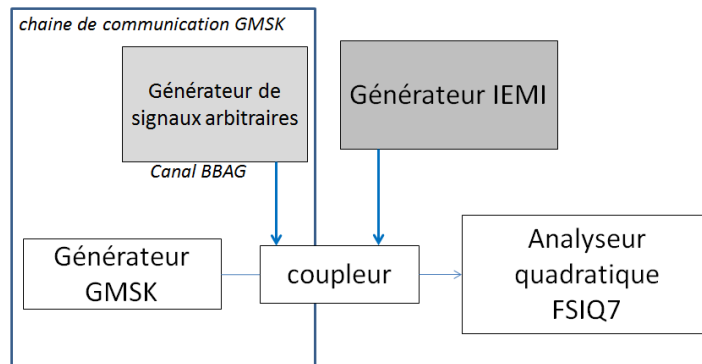 chaine de communication GMSK
Générateur de
signaux arbitraires
Générateur IEMI
Canal BBAG
Générateur
GMSK
coupleur
Analyseur
quadratique
FSIQ7